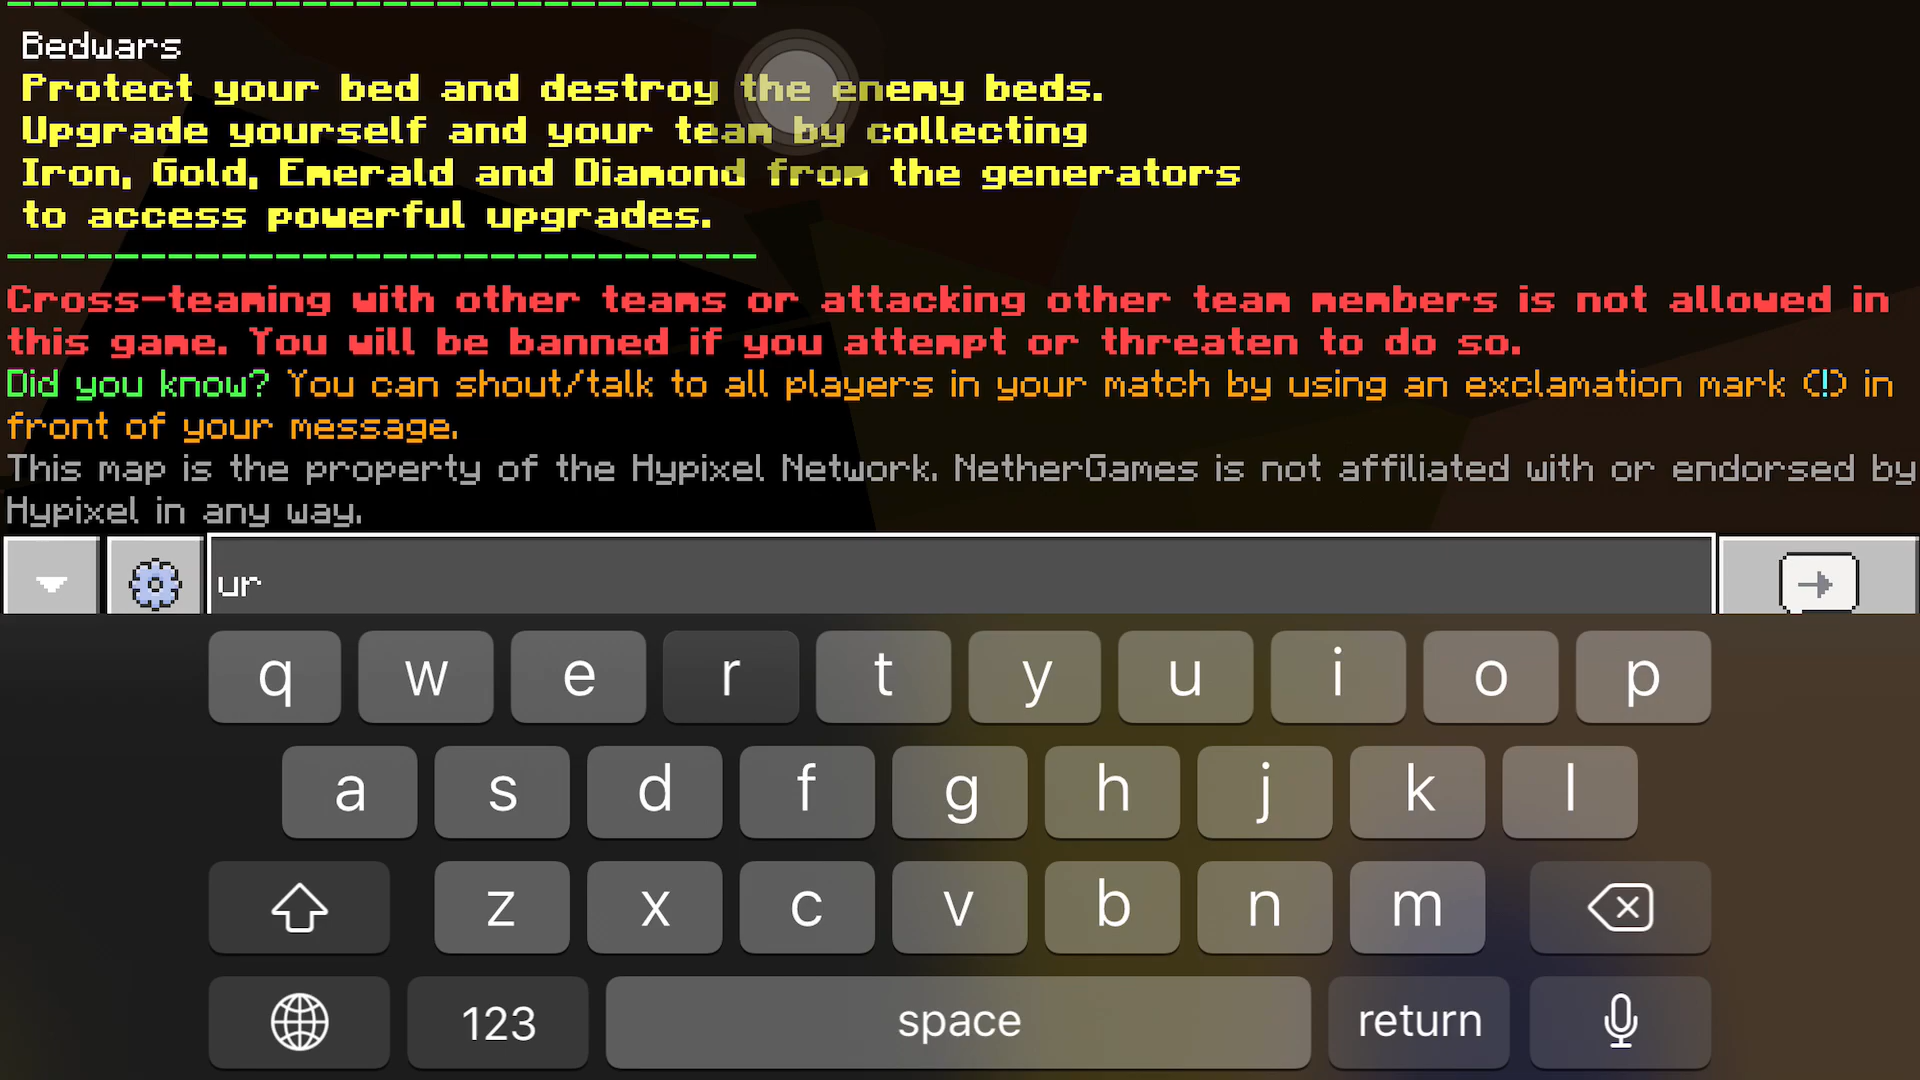 Bedwars
Protect your bed and destroy the enemy beds.
Upgrade yourself and your team by collecting
Iron, Gold, Emerald and Diamond from the generators
to access powerful upgrades.
Cross-teaming with other teams or attacking other team members is not allowed in
this game. You will be banned if you attempt or threaten to do so.
Did you know? You can shout/talk to all players in your match by using an exclamation mark (!) in
front of your message.
This map is the property of the Hypixel Network. NetherGames is not affiliated with or endorsed by
Hypixel in any way.
ur
q w e r t y u i o p
a s d f g h j k l
z x c v b n m
123 space return